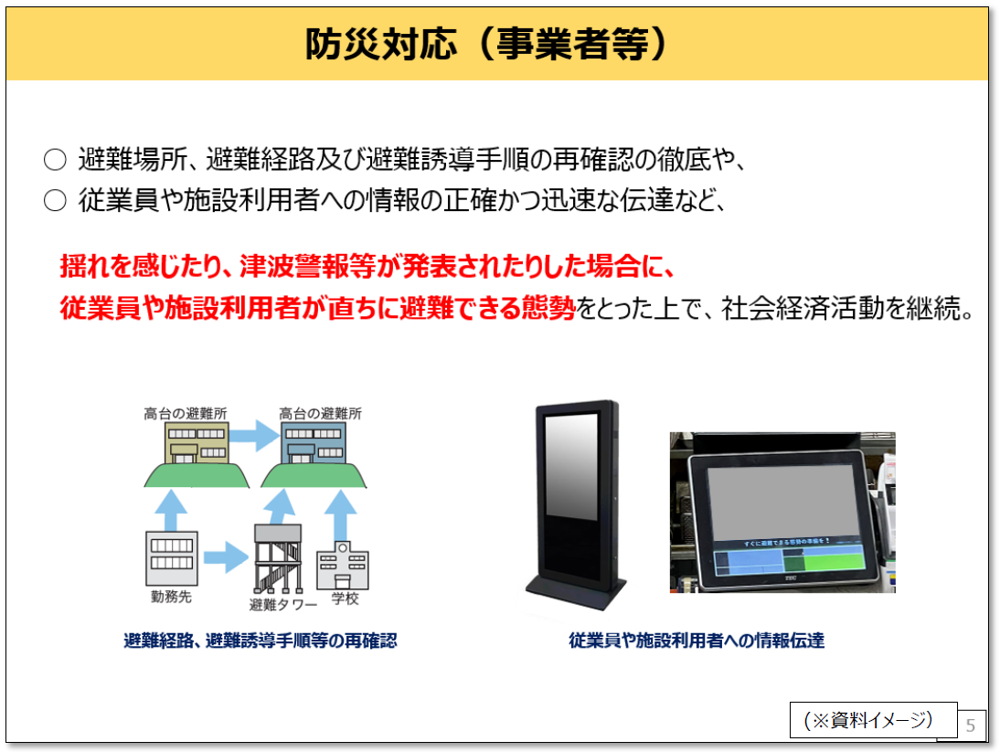 防災対応（事業者等）
○ 避難場所、避難経路及び避難誘導手順の再確認の徹底や、
○ 従業員や施設利用者への情報の正確かつ迅速な伝達など、
揺れを感じたり、津波警報等が発表されたりした場合に、
従業員や施設利用者が直ちに避難できる態勢をとった上で、社会経済活動を継続。
高台の避難所
高台の避難所
勤務先
避難タワー
学校
すぐに避難できる態勢の準備を！
TEC
避難経路、避難誘導手順等の再確認
従業員や施設利用者への情報伝達
（※資料イメージ）
5